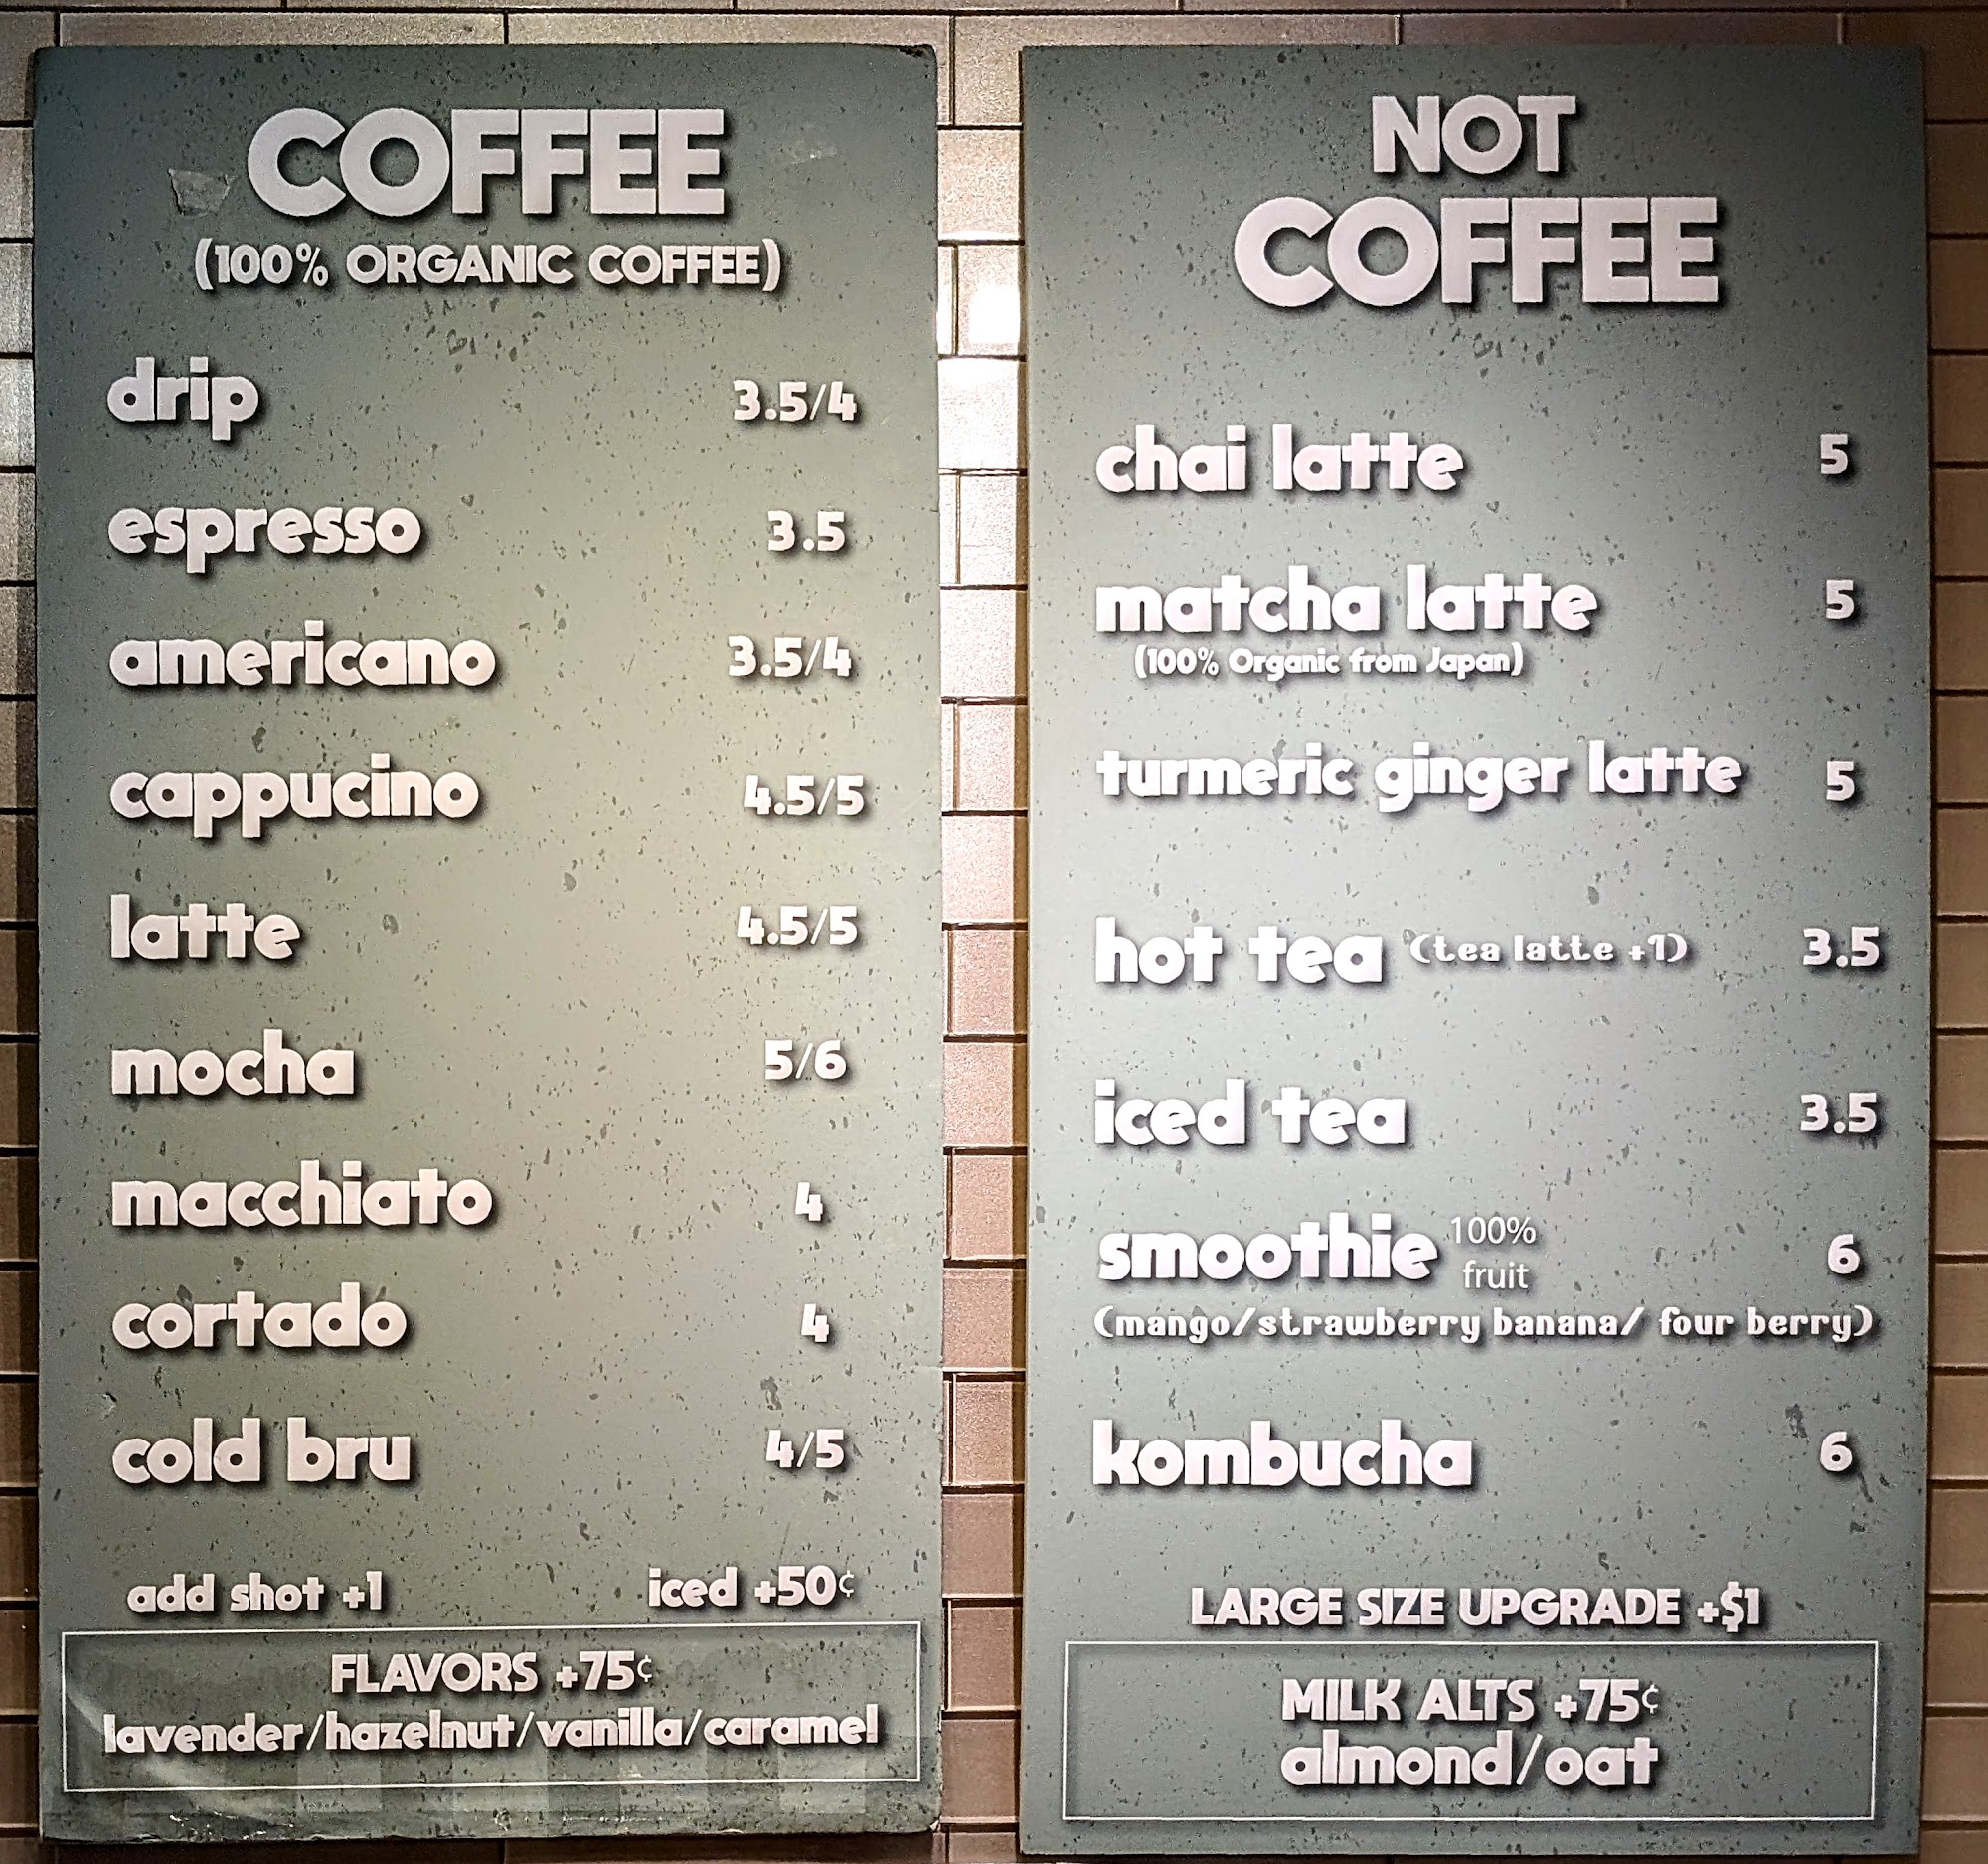 COFFEE
(100% ORGANIC COFFEE)
drip 3.5/4
espresso 3.5
americano 3.5/4
cappucino 4.5/5
latte 4.5/5
mocha 5/6
macchiato 4
cortado 4
cold bru 4/5
add shot +1 iced +50¢
FLAVORS +75¢
lavender/hazelnut/vanilla/caramel
NOT
COFFEE
chai latte 5
matcha latte 5
(100% Organic from Japan)
turmeric ginger latte 5
hot tea (tea latte +1) 3.5
iced tea 3.5
smoothie 100% fruit 6
(mango/strawberry banana/ four berry)
kombucha 6
LARGE SIZE UPGRADE +$1
MILK ALTS +75¢
almond/oat